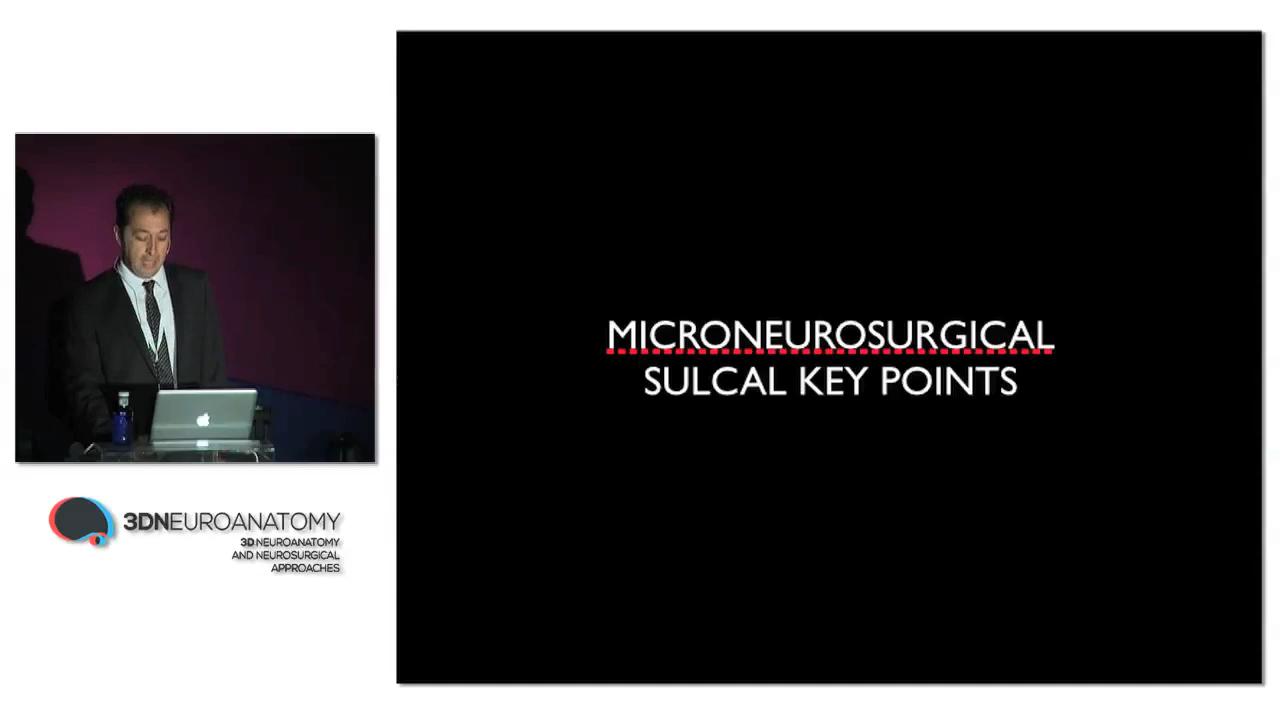 MICRONEUROSURGICAL
SULCAL KEY POINTS
3DNEUROANATOMY
3D NEUROANATOMY
AND NEUROSURGICAL
APPROACHES